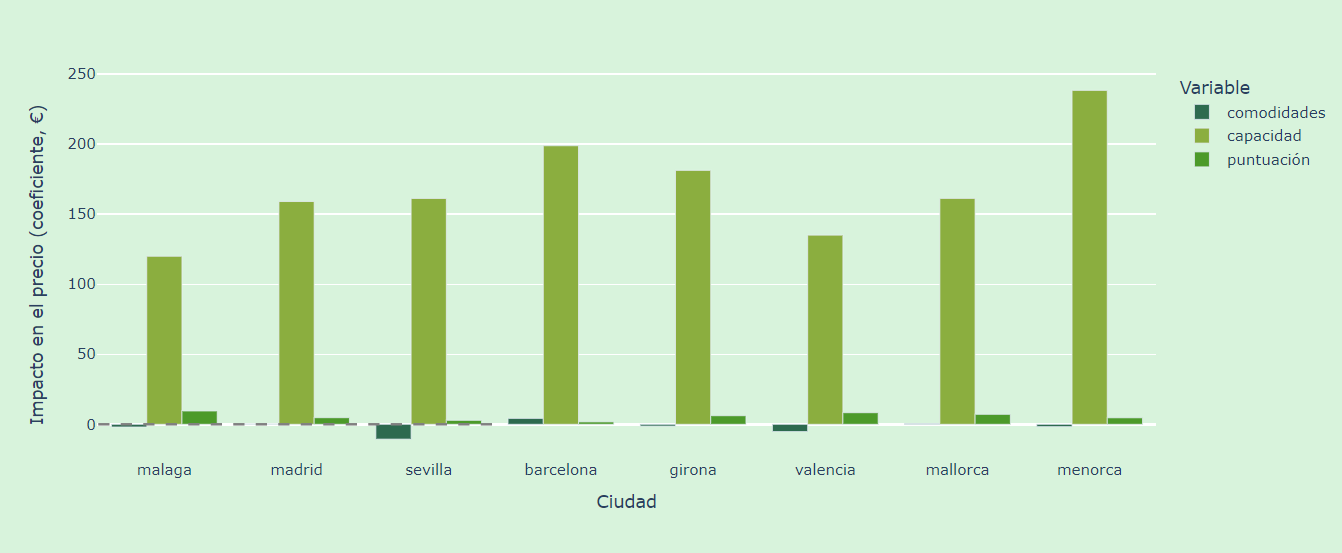 Impacto en el precio (coeficiente, €)
250
200
150
100
50
0
malaga
madrid
sevilla
barcelona
girona
valencia
mallorca
menorca
Ciudad
Variable
comodidades
capacidad
puntuación